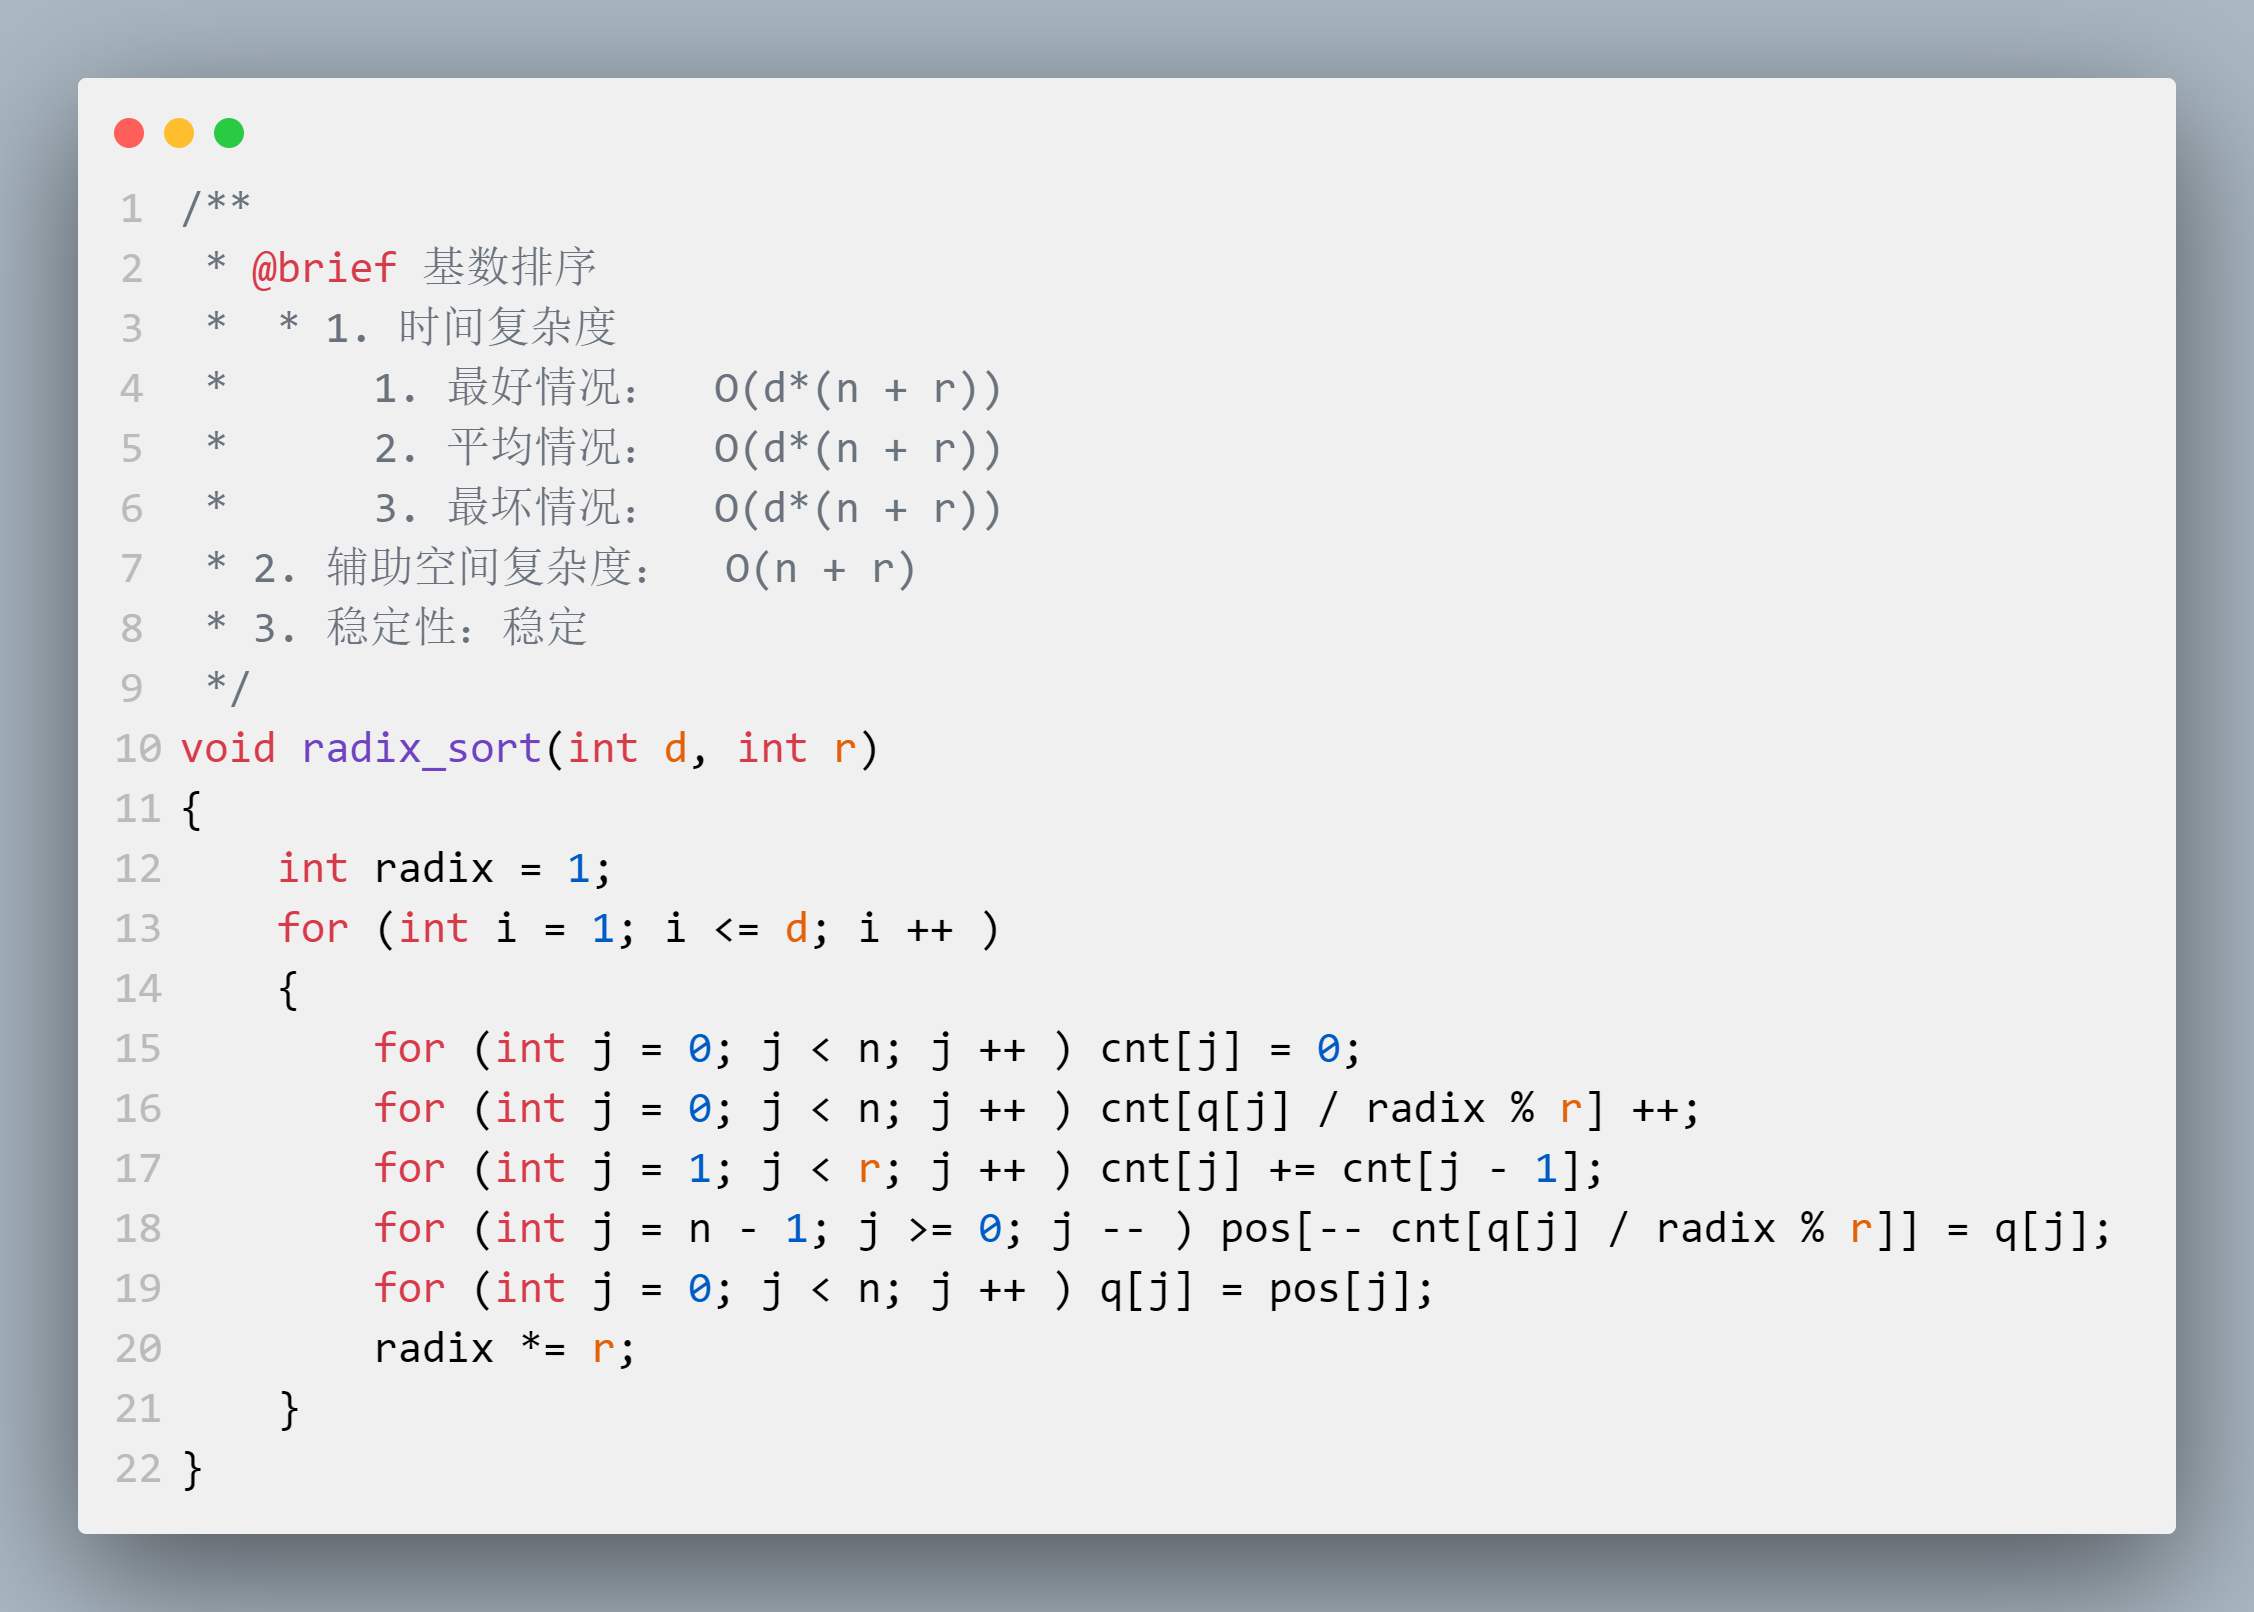 1 /**
2  * @brief 基数排序
3  *  * 1. 时间复杂度
4  *      1. 最好情况：  O(d*(n + r))
5  *      2. 平均情况：  O(d*(n + r))
6  *      3. 最坏情况：  O(d*(n + r))
7  * 2. 辅助空间复杂度：  O(n + r)
8  * 3. 稳定性：稳定
9  */
10 void radix_sort(int d, int r)
11 {
12     int radix = 1;
13     for (int i = 1; i <= d; i ++ )
14     {
15         for (int j = 0; j < n; j ++ ) cnt[j] = 0;
16         for (int j = 0; j < n; j ++ ) cnt[q[j] / radix % r] ++;
17         for (int j = 1; j < r; j ++ ) cnt[j] += cnt[j - 1];
18         for (int j = n - 1; j >= 0; j -- ) pos[-- cnt[q[j] / radix % r]] = q[j];
19         for (int j = 0; j < n; j ++ ) q[j] = pos[j];
20         radix *= r;
21     }
22 }